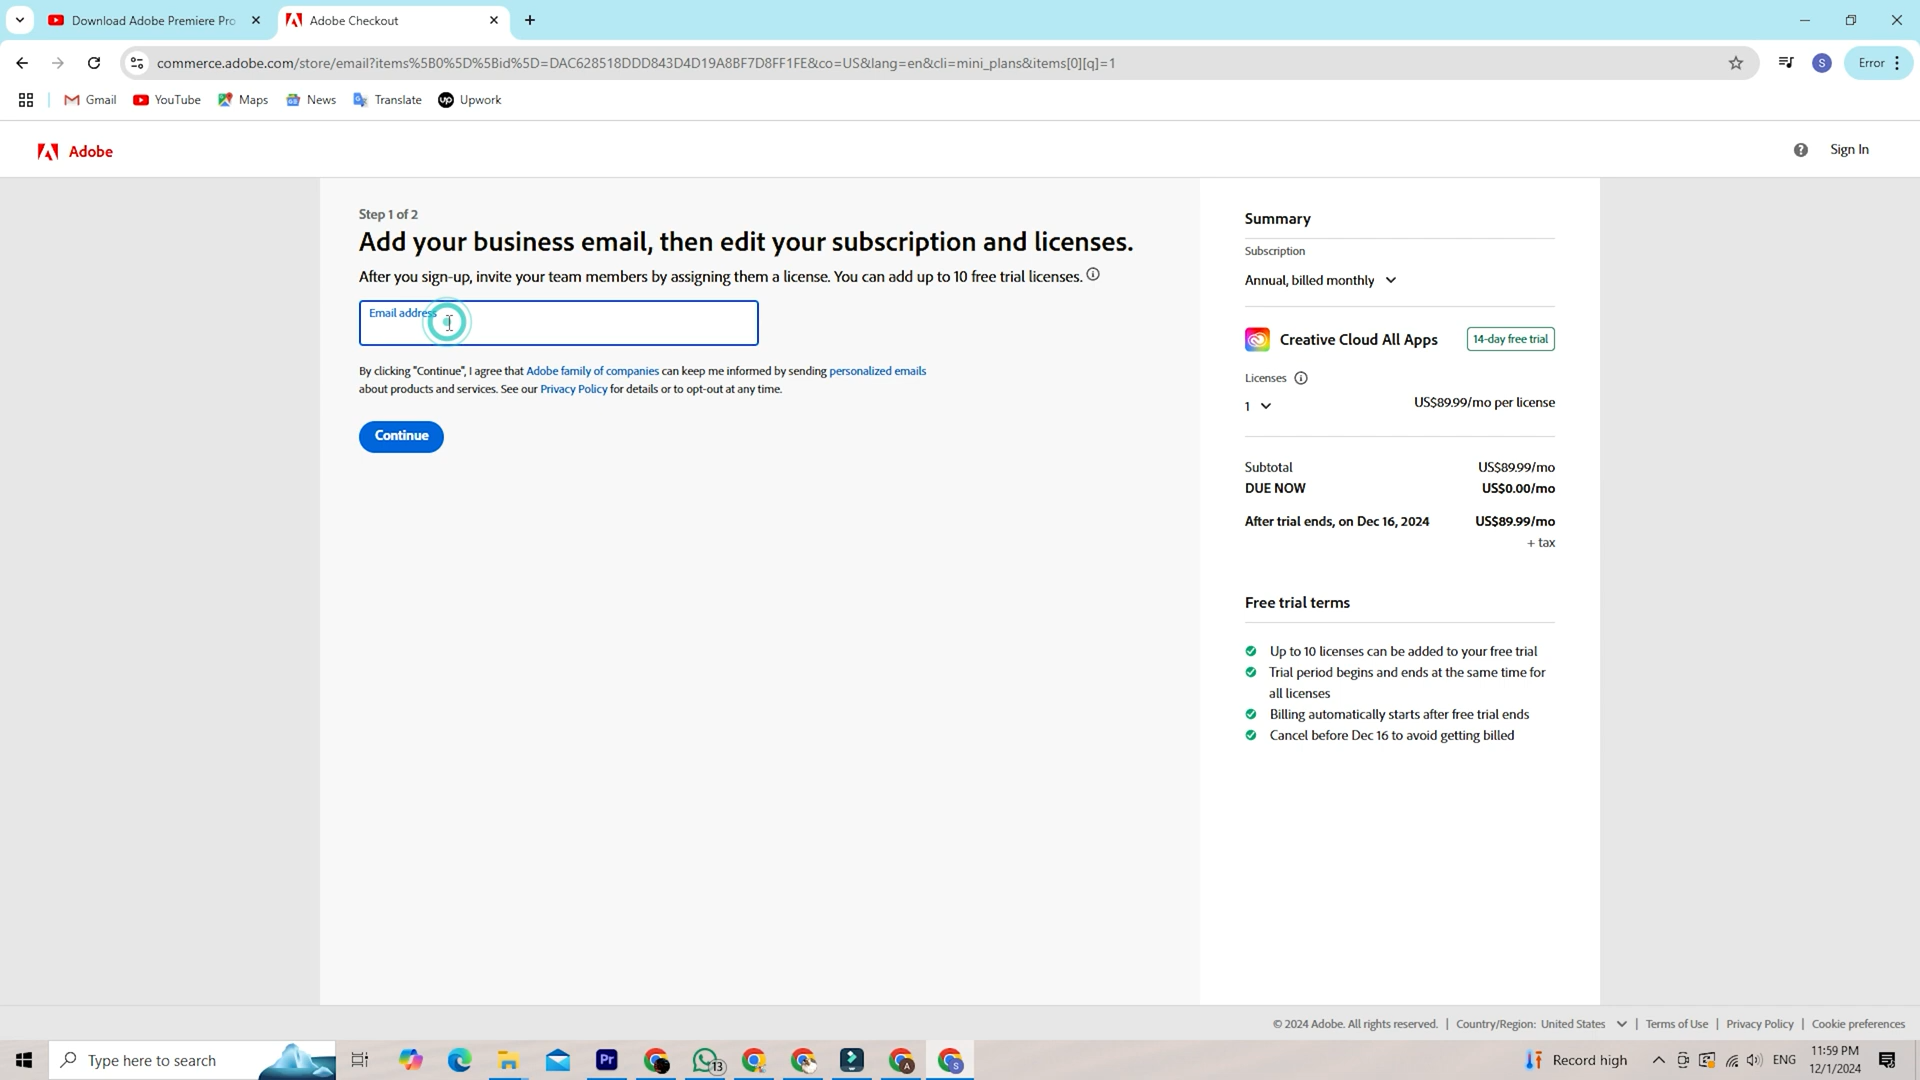 Download Adobe Premiere Pro
Adobe Checkout
commerce.adobe.com/store/email?items%5B0%5D%5Bid%5D=DAC628518DDD843D4D19A8BF7D8FF1FE&co=US&lang=en&cli=mini_plans&items[0][q]=1
S
Error
Gmail
YouTube
Maps
News
Translate
up
Upwork
Adobe
Sign In
Step 1 of 2
Add your business email, then edit your subscription and licenses.
After you sign-up, invite your team members by assigning them a license. You can add up to 10 free trial licenses.
Email address
By clicking "Continue", I agree that Adobe family of companies can keep me informed by sending personalized emails
about products and services. See our Privacy Policy for details or to opt-out at any time.
Continue
Summary
Subscription
Annual, billed monthly
Creative Cloud All Apps
14-day free trial
Licenses
1
US$89.99/mo per license
Subtotal US$89.99/mo
DUE NOW US$0.00/mo
After trial ends, on Dec 16, 2024 US$89.99/mo
+ tax
Free trial terms
Up to 10 licenses can be added to your free trial
Trial period begins and ends at the same time for
all licenses
Billing automatically starts after free trial ends
Cancel before Dec 16 to avoid getting billed
© 2024 Adobe. All rights reserved. | Country/Region: United States | Terms of Use | Privacy Policy | Cookie preferences
Type here to search
Pr
13
A
S
Record high
ENG
11:59 PM
12/1/2024